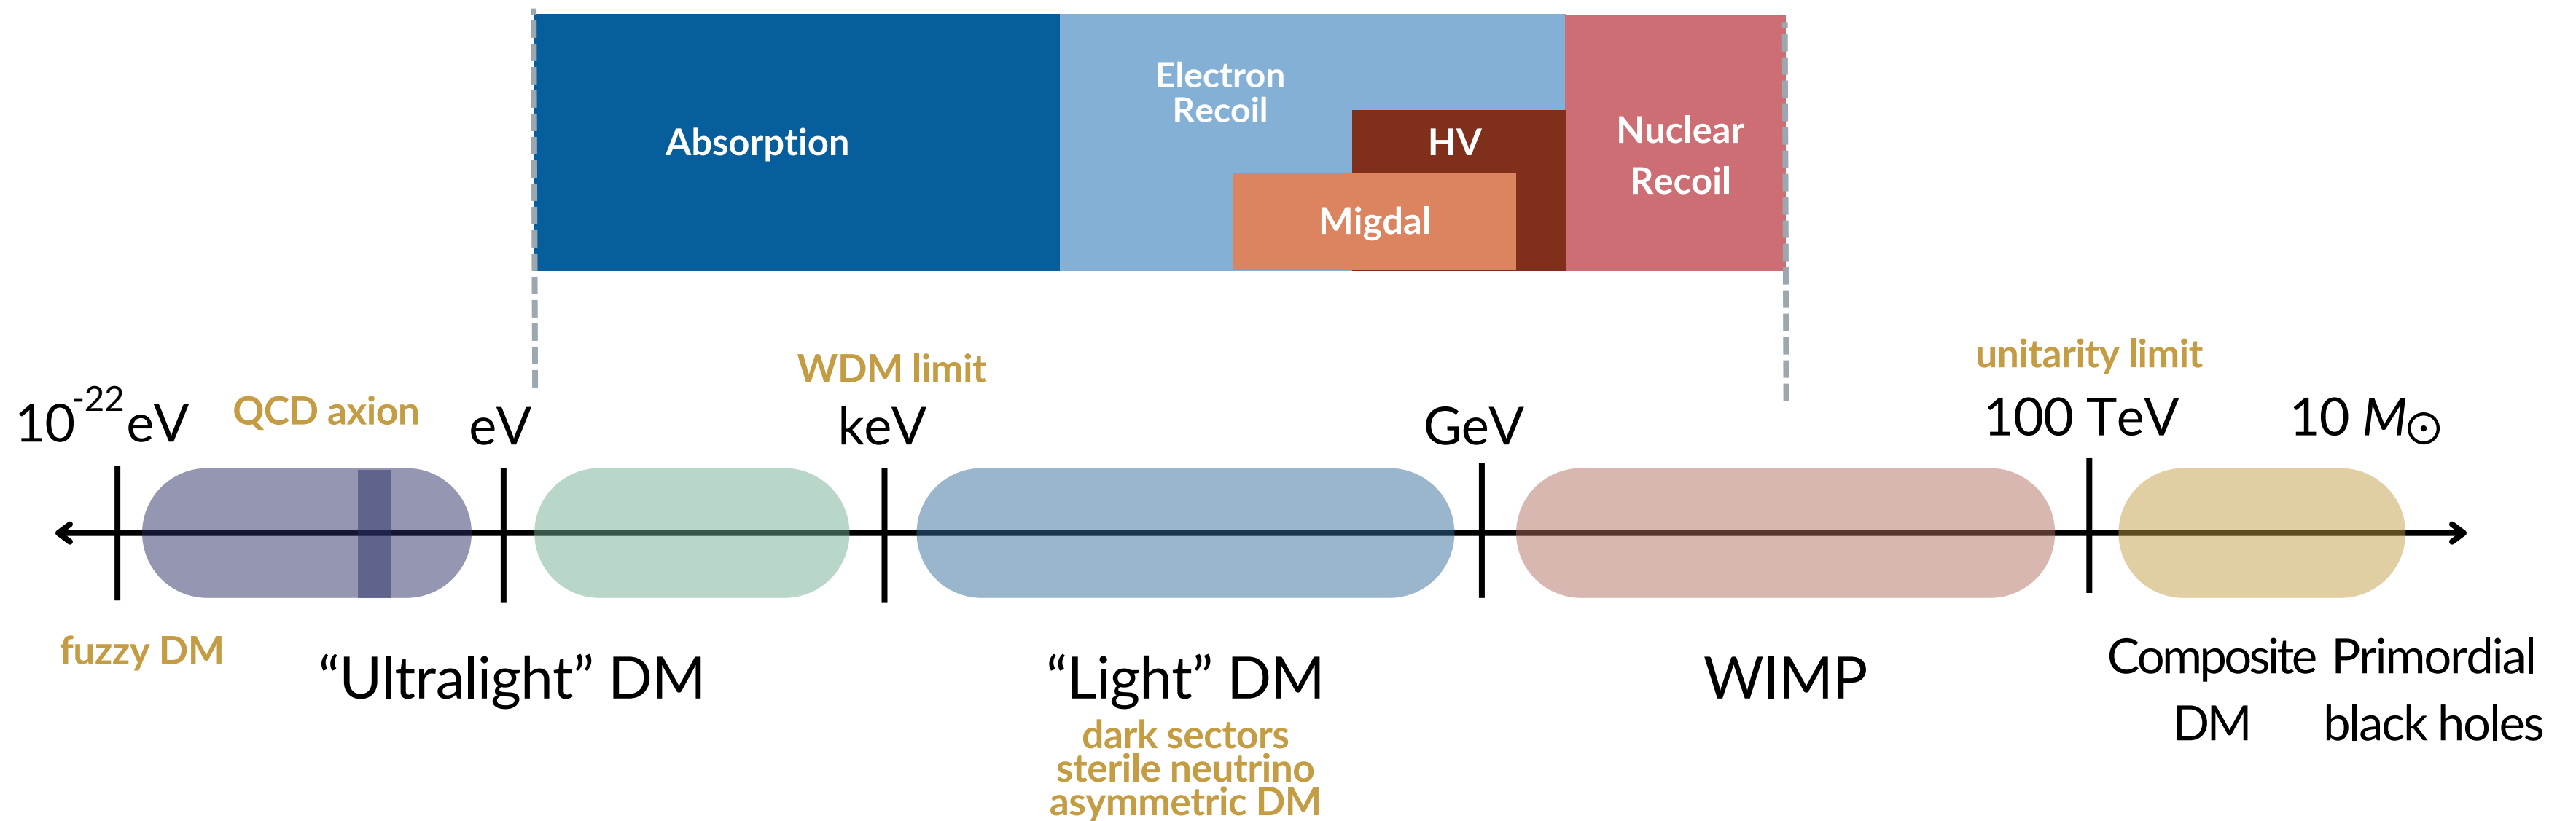 Electron
Recoil
Absorption
HV
Nuclear
Recoil
Migdal
WDM limit
unitarity limit
10⁻²² eV
QCD axion
eV
keV
GeV
100 TeV
10 M☉
fuzzy DM
“Ultralight” DM
“Light” DM
dark sectors
sterile neutrino
asymmetric DM
WIMP
Composite
DM
Primordial
black holes